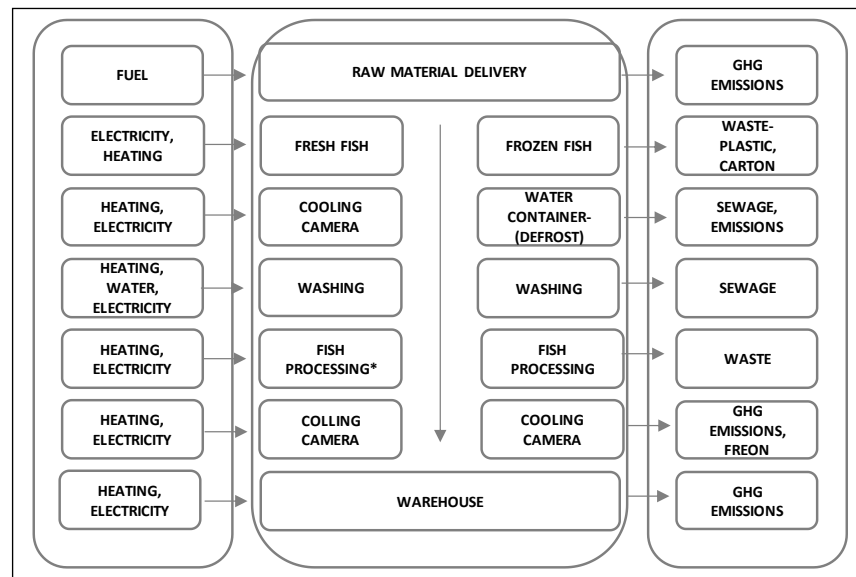 FUEL
RAW MATERIAL DELIVERY
GHG
EMISSIONS
ELECTRICITY,
HEATING
FRESH FISH
FROZEN FISH
WASTE-
PLASTIC,
CARTON
HEATING,
ELECTRICITY
COOLING
CAMERA
WATER
CONTAINER-
(DEFROST)
SEWAGE,
EMISSIONS
HEATING,
WATER,
ELECTRICITY
WASHING
WASHING
SEWAGE
HEATING,
ELECTRICITY
FISH
PROCESSING*
FISH
PROCESSING
WASTE
HEATING,
ELECTRICITY
COLLING
CAMERA
COOLING
CAMERA
GHG
EMISSIONS,
FREON
HEATING,
ELECTRICITY
WAREHOUSE
GHG
EMISSIONS